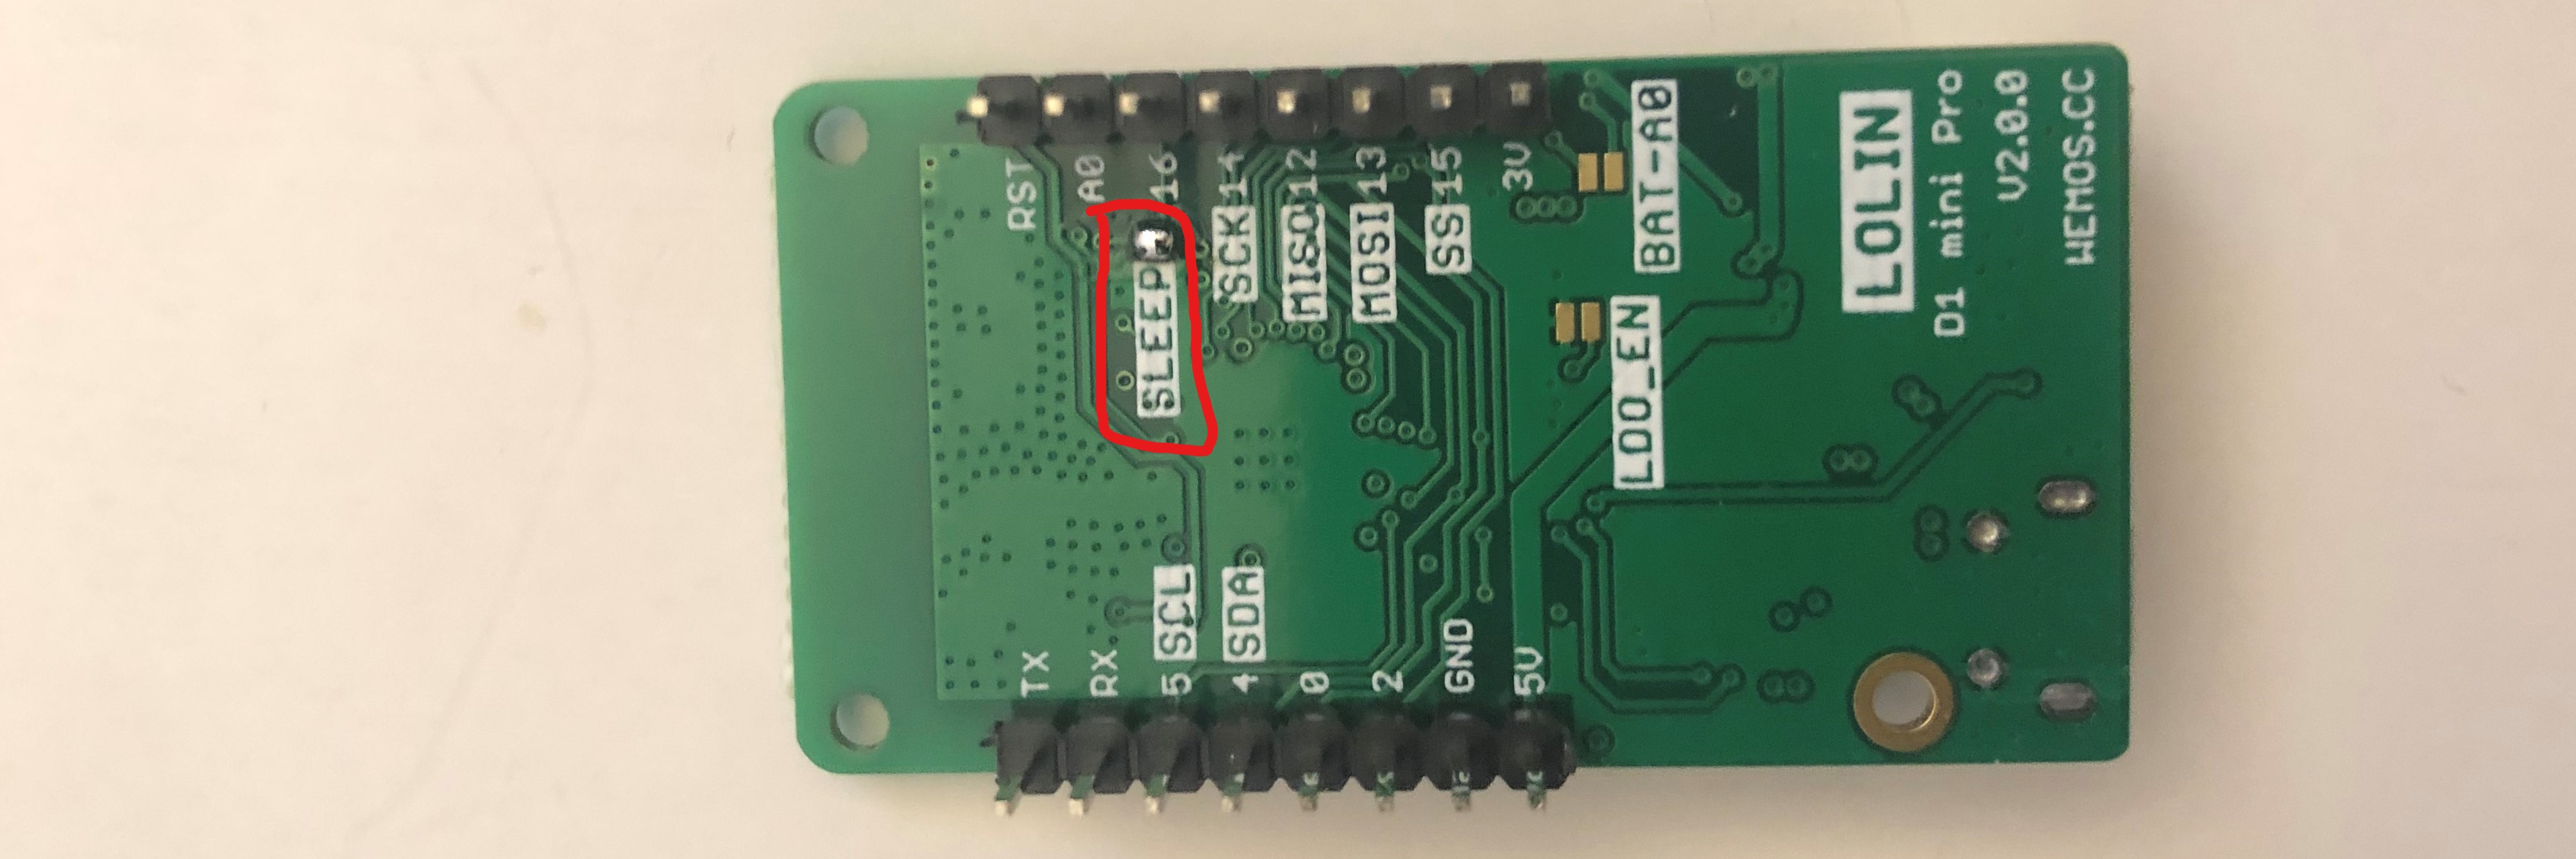 RST
A0
16
SLEEP
14
SCK
12
MISO
13
MOSI
15
SS
3V
BAT-A0
LDO_EN
TX
RX
5
SCL
4
SDA
0
2
GND
5V
LOLIN
D1 mini Pro
V2.0.0
WEMOS.CC